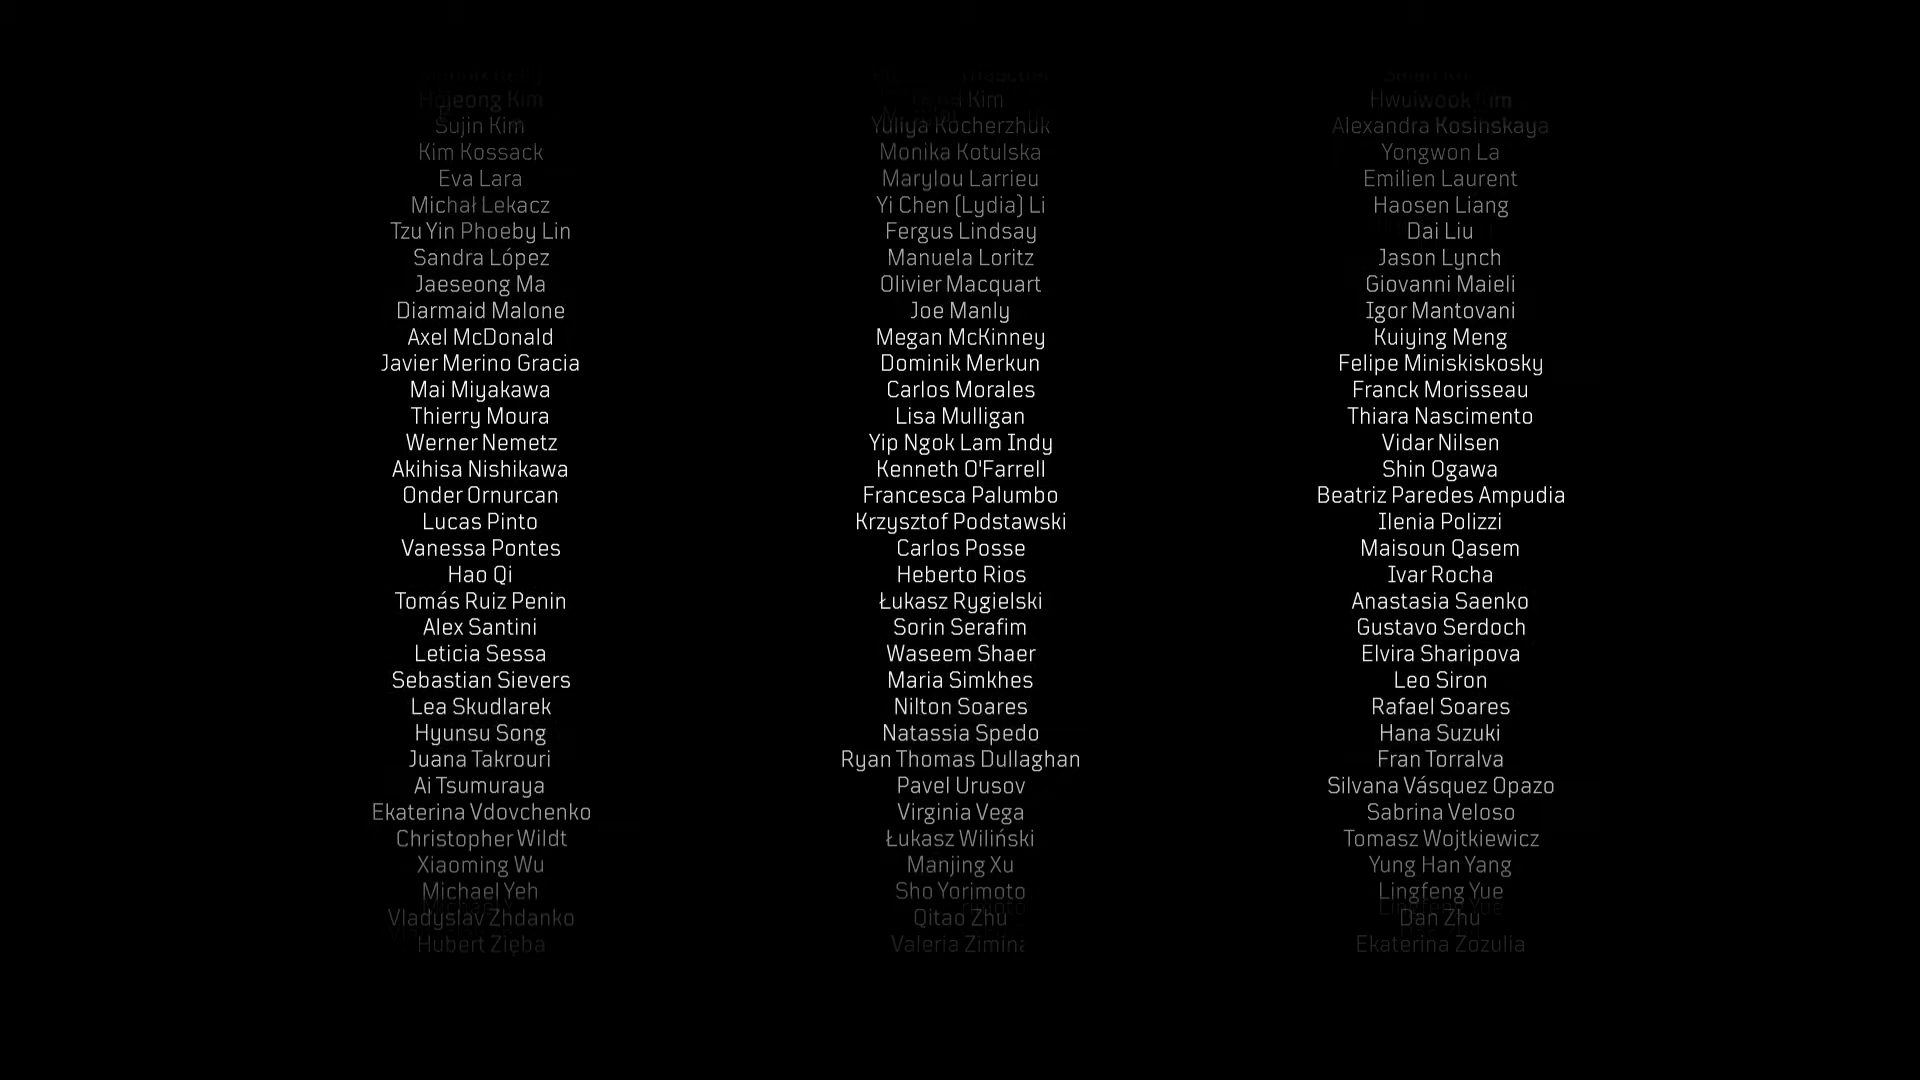 Hajeong Kim Kim Hwuiwook Kim
Sujin Kim Yuliya Kocherzhuk Alexandra Kosinskaya
Kim Kossack Monika Kotulska Yongwon La
Eva Lara Marylou Larrieu Emilien Laurent
Michał Lekacz Yi Chen (Lydia) Li Haosen Liang
Tzu Yin Phoeby Lin Fergus Lindsay Dai Liu
Sandra López Manuela Loritz Jason Lynch
Jaeseong Ma Olivier Macquart Giovanni Maieli
Diarmaid Malone Joe Manly Igor Mantovani
Axel McDonald Megan McKinney Kuiying Meng
Javier Merino Gracia Dominik Merkun Felipe Miniskiskosky
Mai Miyakawa Carlos Morales Franck Morisseau
Thierry Moura Lisa Mulligan Thiara Nascimento
Werner Nemetz Yip Ngok Lam Indy Vidar Nilsen
Akihisa Nishikawa Kenneth O'Farrell Shin Ogawa
Onder Ornurcan Francesca Palumbo Beatriz Paredes Ampudia
Lucas Pinto Krzysztof Podstawski Ilenia Polizzi
Vanessa Pontes Carlos Posse Maisoun Qasem
Hao Qi Heberto Rios Ivar Rocha
Tomás Ruiz Penin Łukasz Rygielski Anastasia Saenko
Alex Santini Sorin Serafim Gustavo Serdoch
Leticia Sessa Waseem Shaer Elvira Sharipova
Sebastian Sievers Maria Simkhes Leo Siron
Lea Skudlarek Nilton Soares Rafael Soares
Hyunsu Song Natassia Spedo Hana Suzuki
Juana Takrouri Ryan Thomas Dullaghan Fran Torralva
Ai Tsumuraya Pavel Urusov Silvana Vásquez Opazo
Ekaterina Vdovchenko Virginia Vega Sabrina Veloso
Christopher Wildt Łukasz Wiliński Tomasz Wojtkiewicz
Xiaoming Wu Manjing Xu Yung Han Yang
Michael Yeh Sho Yorimoto Lingfeng Yue
Vladyslav Zhdanko Qitao Zhu Dan Zhu
Hubert Zięba Valeria Zimina Ekaterina Zozulia